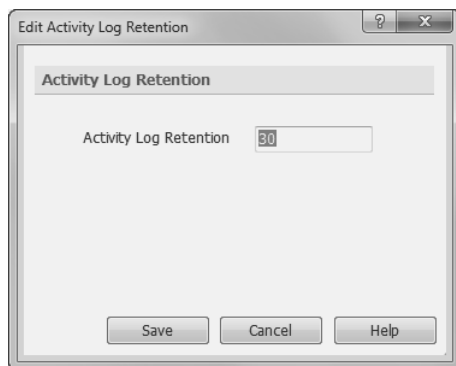 Edit Activity Log Retention
? X
Activity Log Retention
Activity Log Retention 30
Save Cancel Help